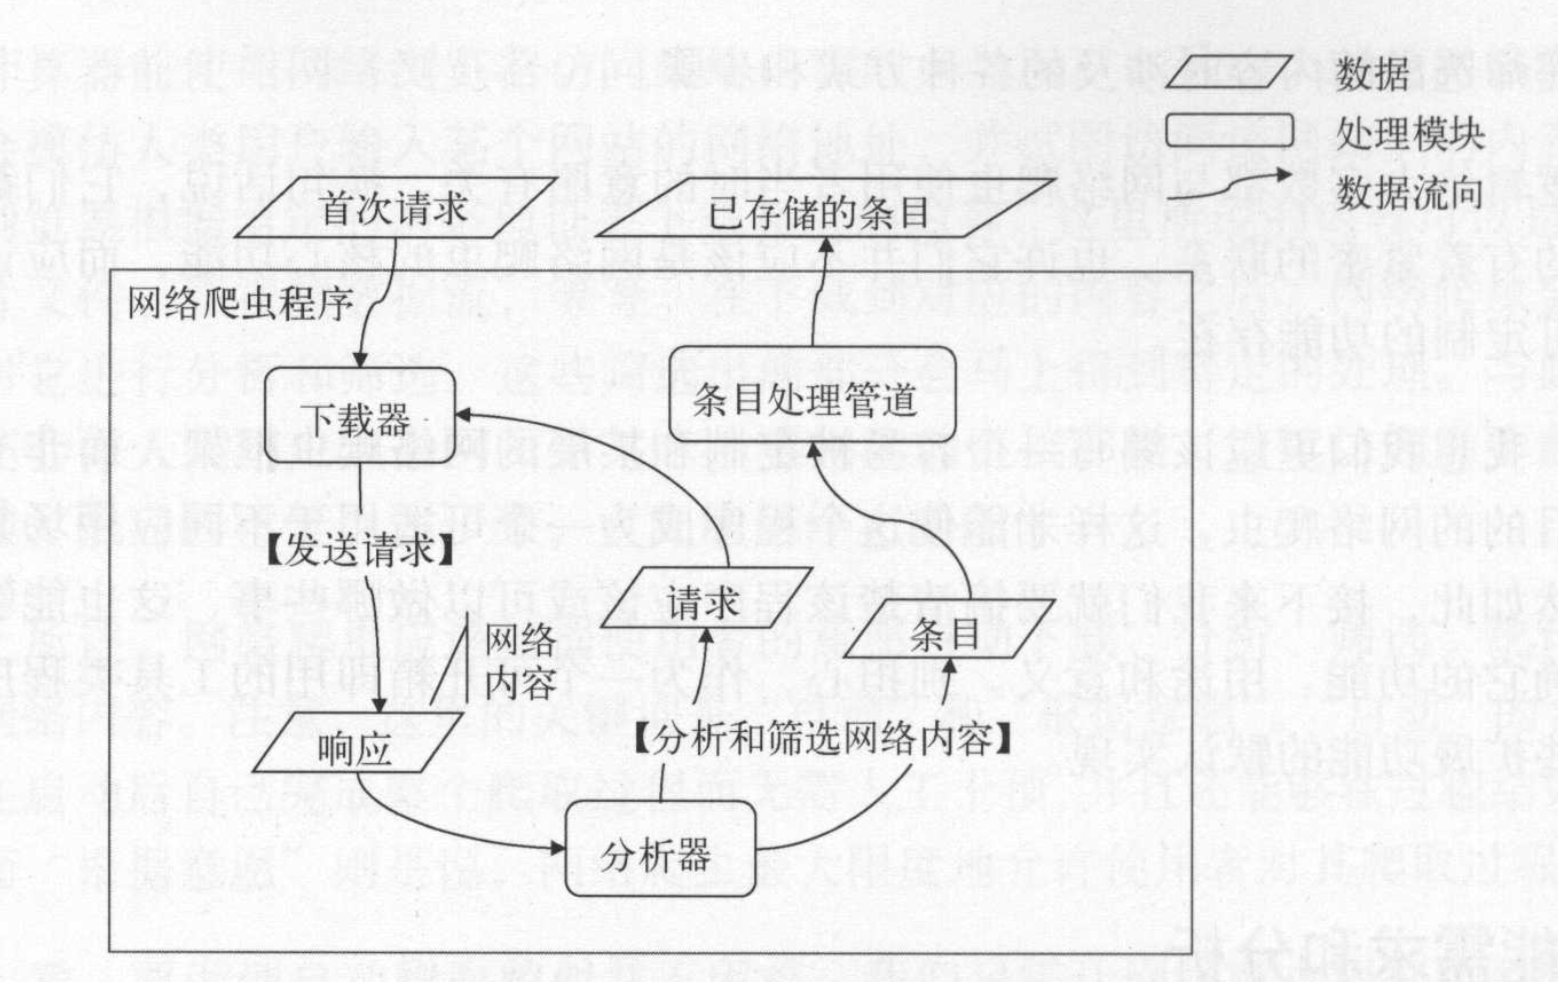 数据
处理模块
数据流向
首次请求
已存储的条目
网络爬虫程序
下载器
条目处理管道
【发送请求】
请求
条目
网络
内容
响应
【分析和筛选网络内容】
分析器